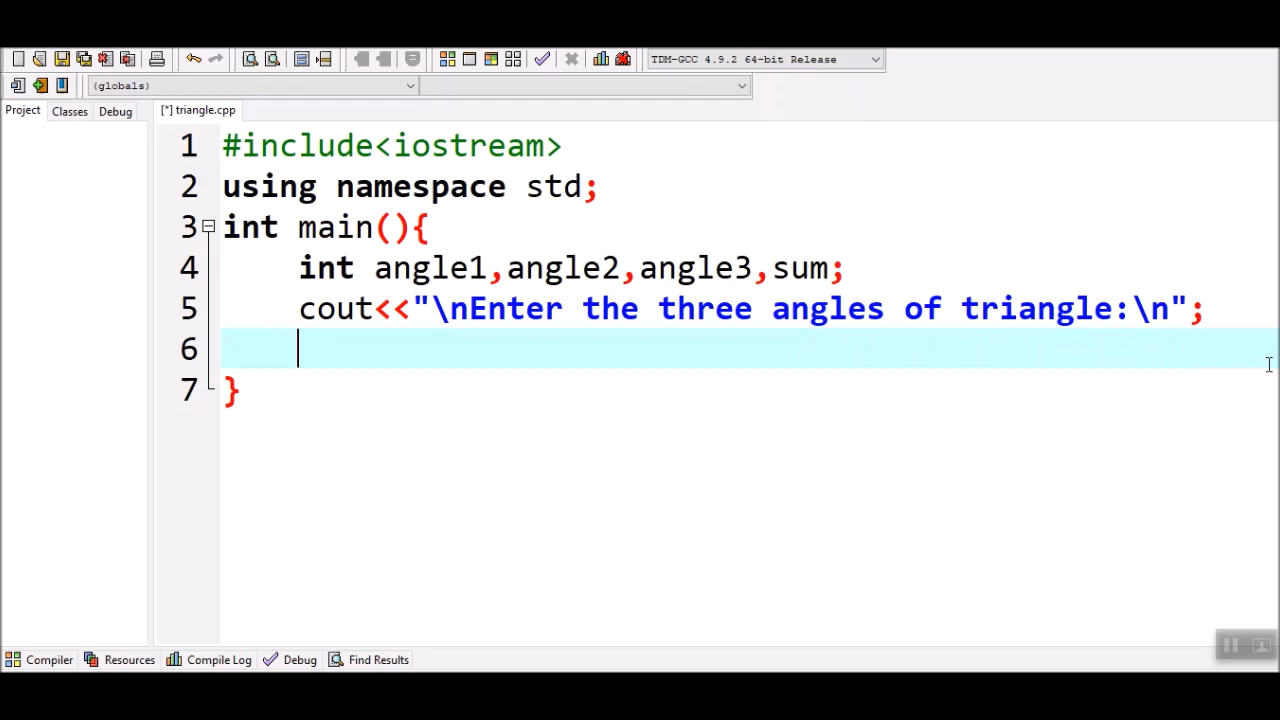 TDM-GCC 4.9.2 64-bit Release
(globals)
Project Classes Debug [*] triangle.cpp
1 #include<iostream>
2 using namespace std;
3 int main(){
4 int angle1,angle2,angle3,sum;
5 cout<<"\nEnter the three angles of triangle:\n";
6
7 }
Compiler Resources Compile Log Debug Find Results